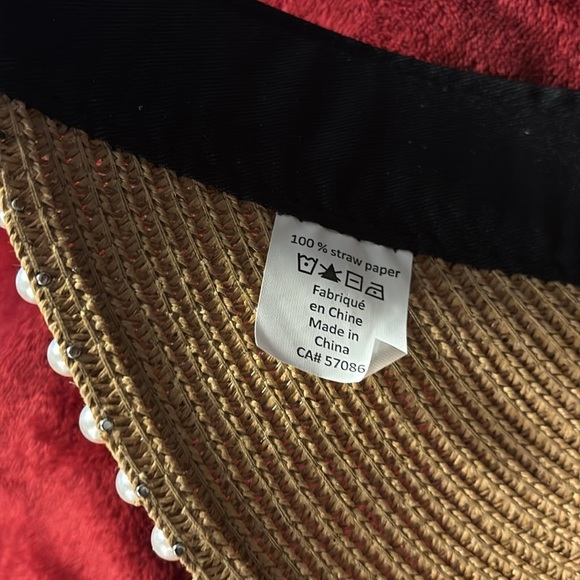 100 % straw paper
Fabriqué
en Chine
Made in
China
CA# 57086